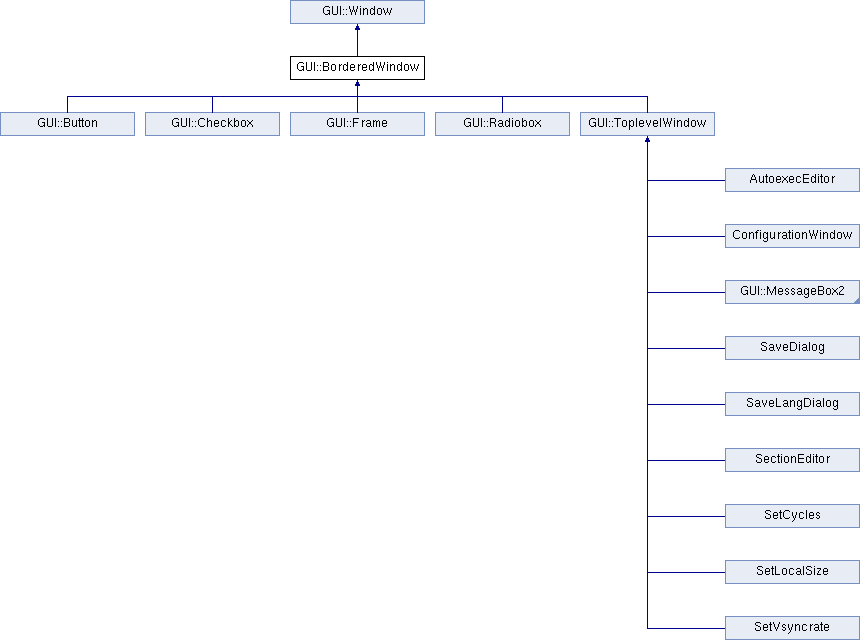 GUI::Window
GUI::BorderedWindow
GUI::Button
GUI::Checkbox
GUI::Frame
GUI::Radiobox
GUI::ToplevelWindow
AutoexecEditor
ConfigurationWindow
GUI::MessageBox2
SaveDialog
SaveLangDialog
SectionEditor
SetCycles
SetLocalSize
SetVsyncrate